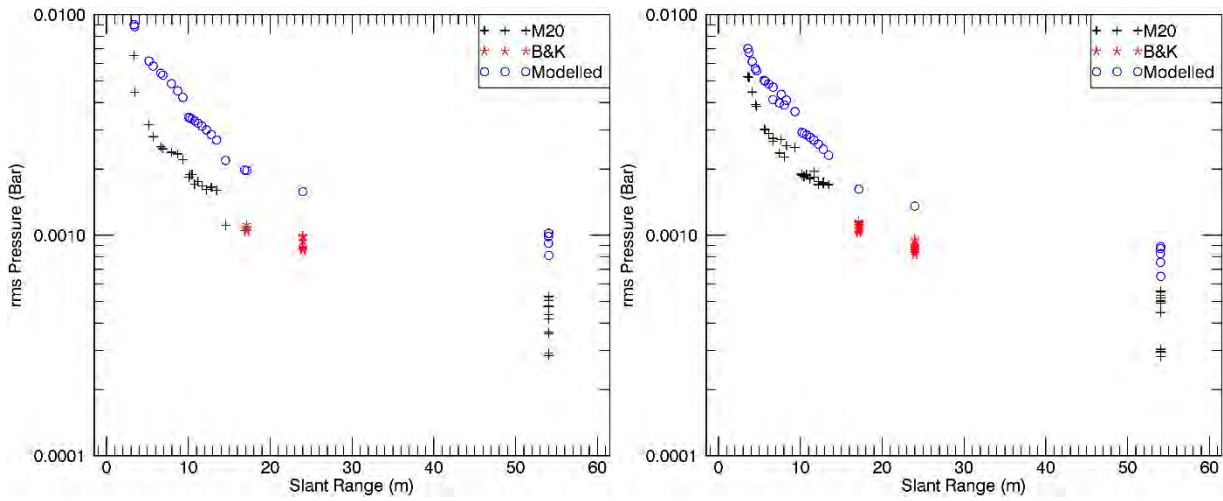 0.0100
M20
B&K
Modelled
rms Pressure (Bar)
0.0010
0.0001
0 10 20 30 40 50 60
Slant Range (m)
0.0100
M20
B&K
Modelled
rms Pressure (Bar)
0.0010
0.0001
0 10 20 30 40 50 60
Slant Range (m)